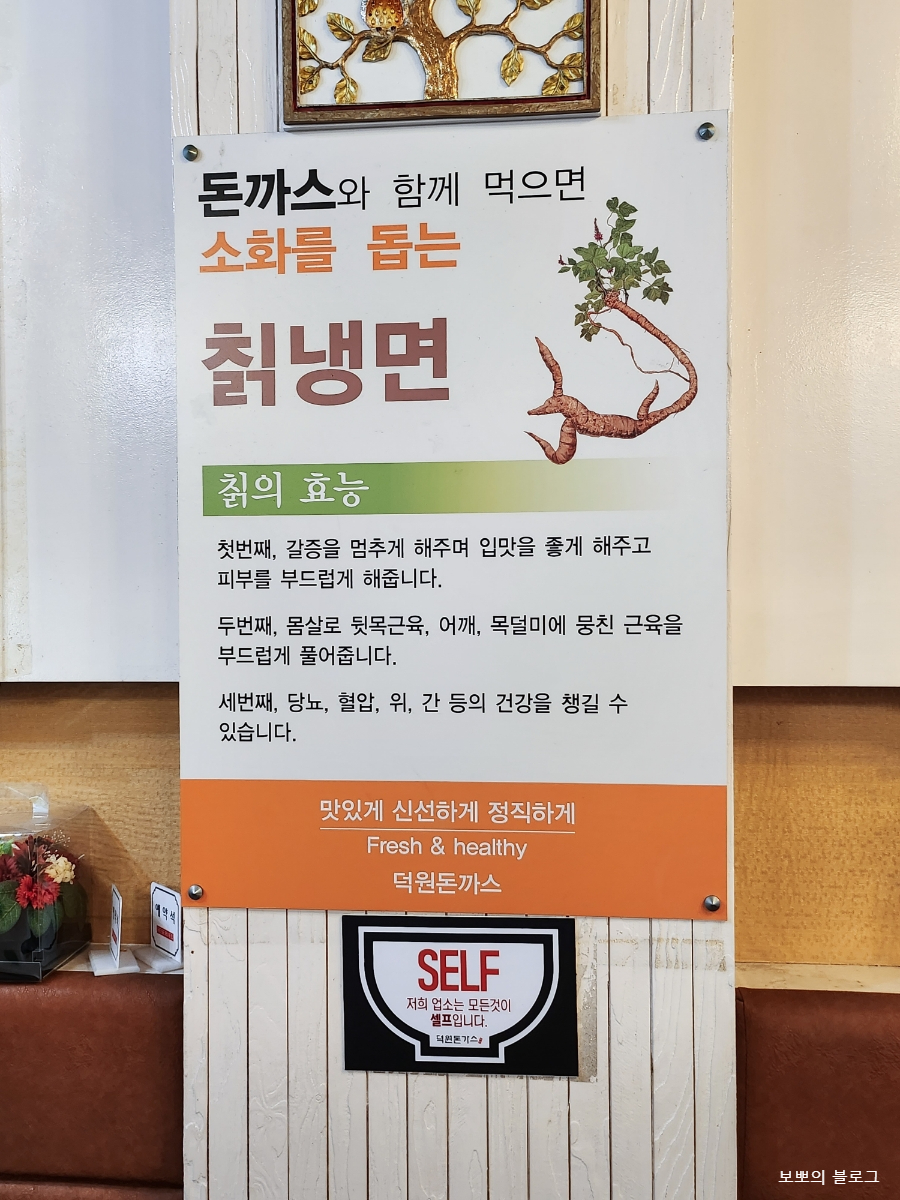 돈까스와 함께 먹으면
소화를 돕는
칡냉면
칡의 효능
첫번째, 갈증을 멈추게 해주며 입맛을 좋게 해주고
피부를 부드럽게 해줍니다.
두번째, 몸살로 뒷목근육, 어깨, 목덜미에 뭉친 근육을
부드럽게 풀어줍니다.
세번째, 당뇨, 혈압, 위, 간 등의 건강을 챙길 수
있습니다.
맛있게 신선하게 정직하게
Fresh & healthy
덕원돈까스
예약석
SELF
저희 업소는 모든것이
셀프입니다.
덕원돈가스
보뽀의 블로그